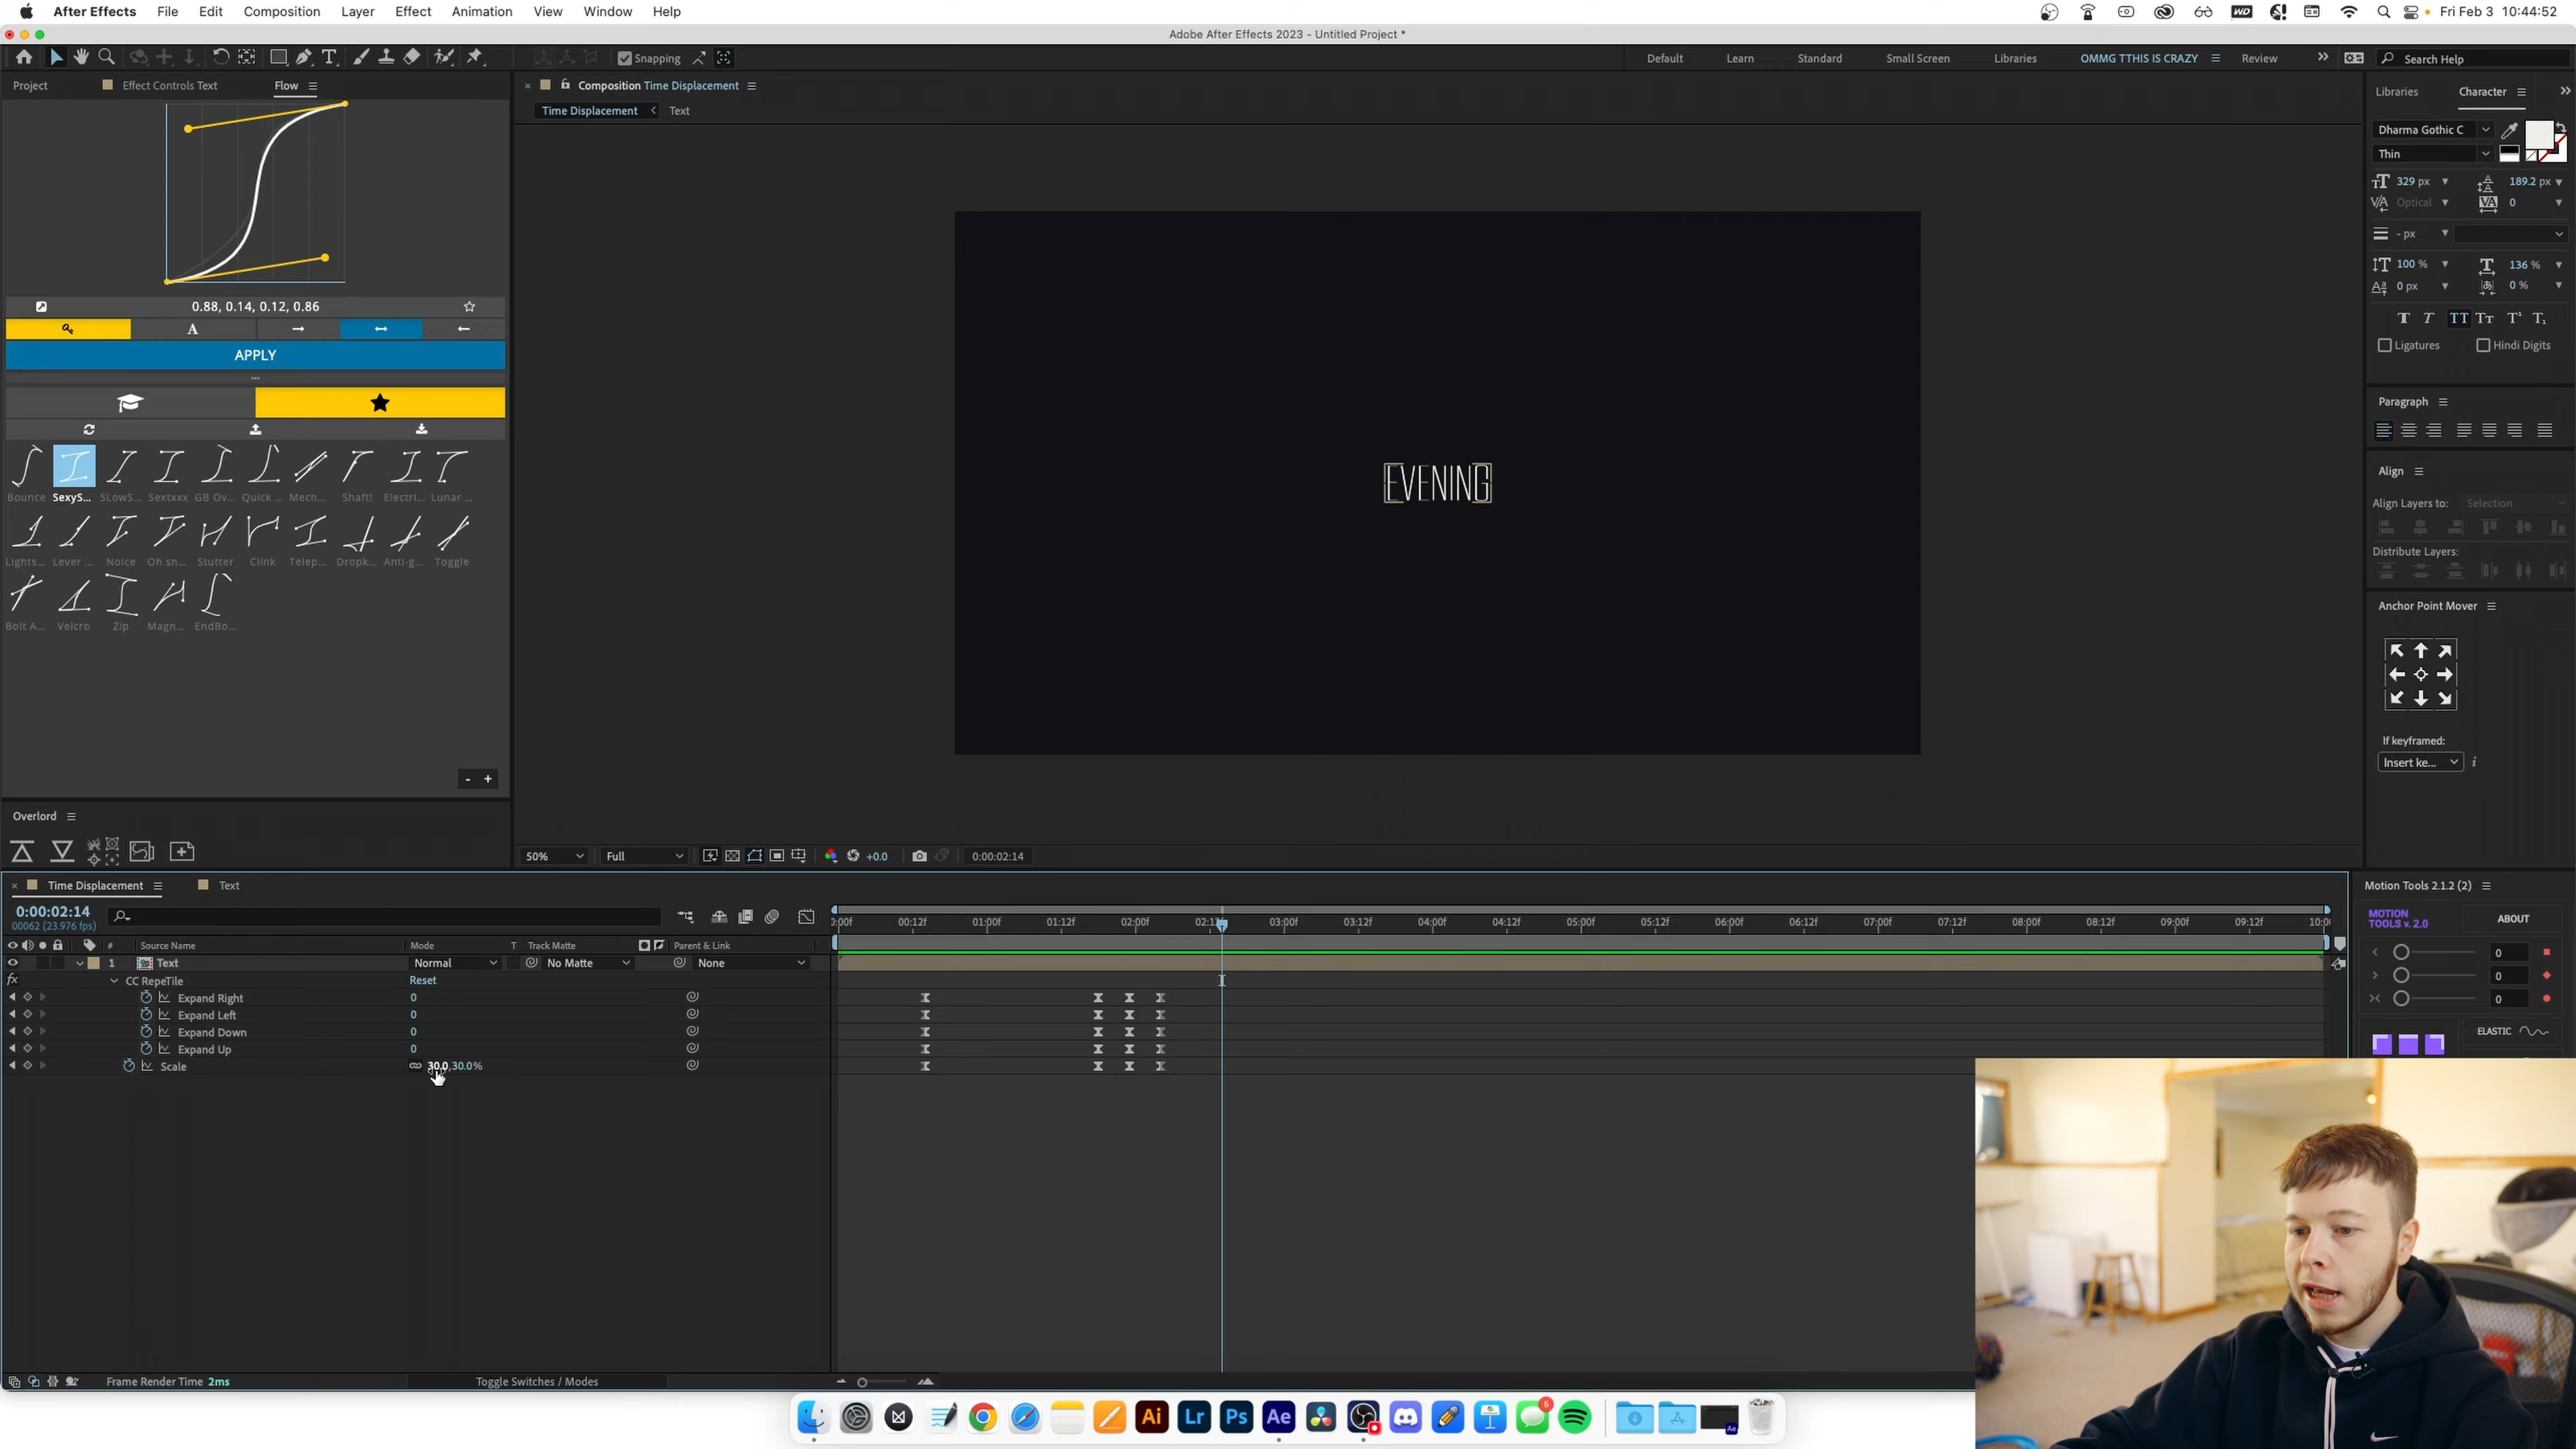 After Effects File Edit Composition Layer Effect Animation View Window Help
WD Fri Feb 3 10:44:52
Adobe After Effects 2023 - Untitled Project *
Snapping Default Learn Standard Small Screen Libraries OMMG TTHIS IS CRAZY Review Search Help
Project Effect Controls Text Flow
Composition Time Displacement
Time Displacement Text
0.88, 0.14, 0.12, 0.86
A
APPLY
Bounce SexyS... SLowS... Sextxxx GB Ov... Quick ... Mech... Shaft! Electri... Lunar ...
Lights... Lever ... Noice Oh sn... Stutter Clink Telep... Dropk... Anti-g... Toggle
Bolt A... Velcro Zip Magn... EndBo...
- +
Overlord
EVENING
50% Full +0.0 0:00:02:14
Libraries Character
Dharma Gothic C
Thin
329 px 189.2 px
Optical 0
- px
100 % 136 %
0 px 0 %
Ligatures Hindi Digits
Paragraph
Align
Align Layers to: Selection
Distribute Layers:
Anchor Point Mover
If keyframed:
Insert ke... i
Time Displacement Text
0:00:02:14
00062 (23.976 fps)
:00f 00:12f 01:00f 01:12f 02:00f 02:12f 03:00f 03:12f 04:00f 04:12f 05:00f 05:12f 06:00f 06:12f 07:00f 07:12f 08:00f 08:12f 09:00f 09:12f 10:0
# Source Name Mode T Track Matte Parent & Link
1 Text Normal No Matte None
fx CC RepeTile Reset
Expand Right 0
Expand Left 0
Expand Down 0
Expand Up 0
Scale 30.0,30.0%
Frame Render Time 2ms Toggle Switches / Modes
Motion Tools 2.1.2 (2)
MOTION
TOOLS v. 2.0
ABOUT
0
0
0
ELASTIC
Ai Lr Ps Ae